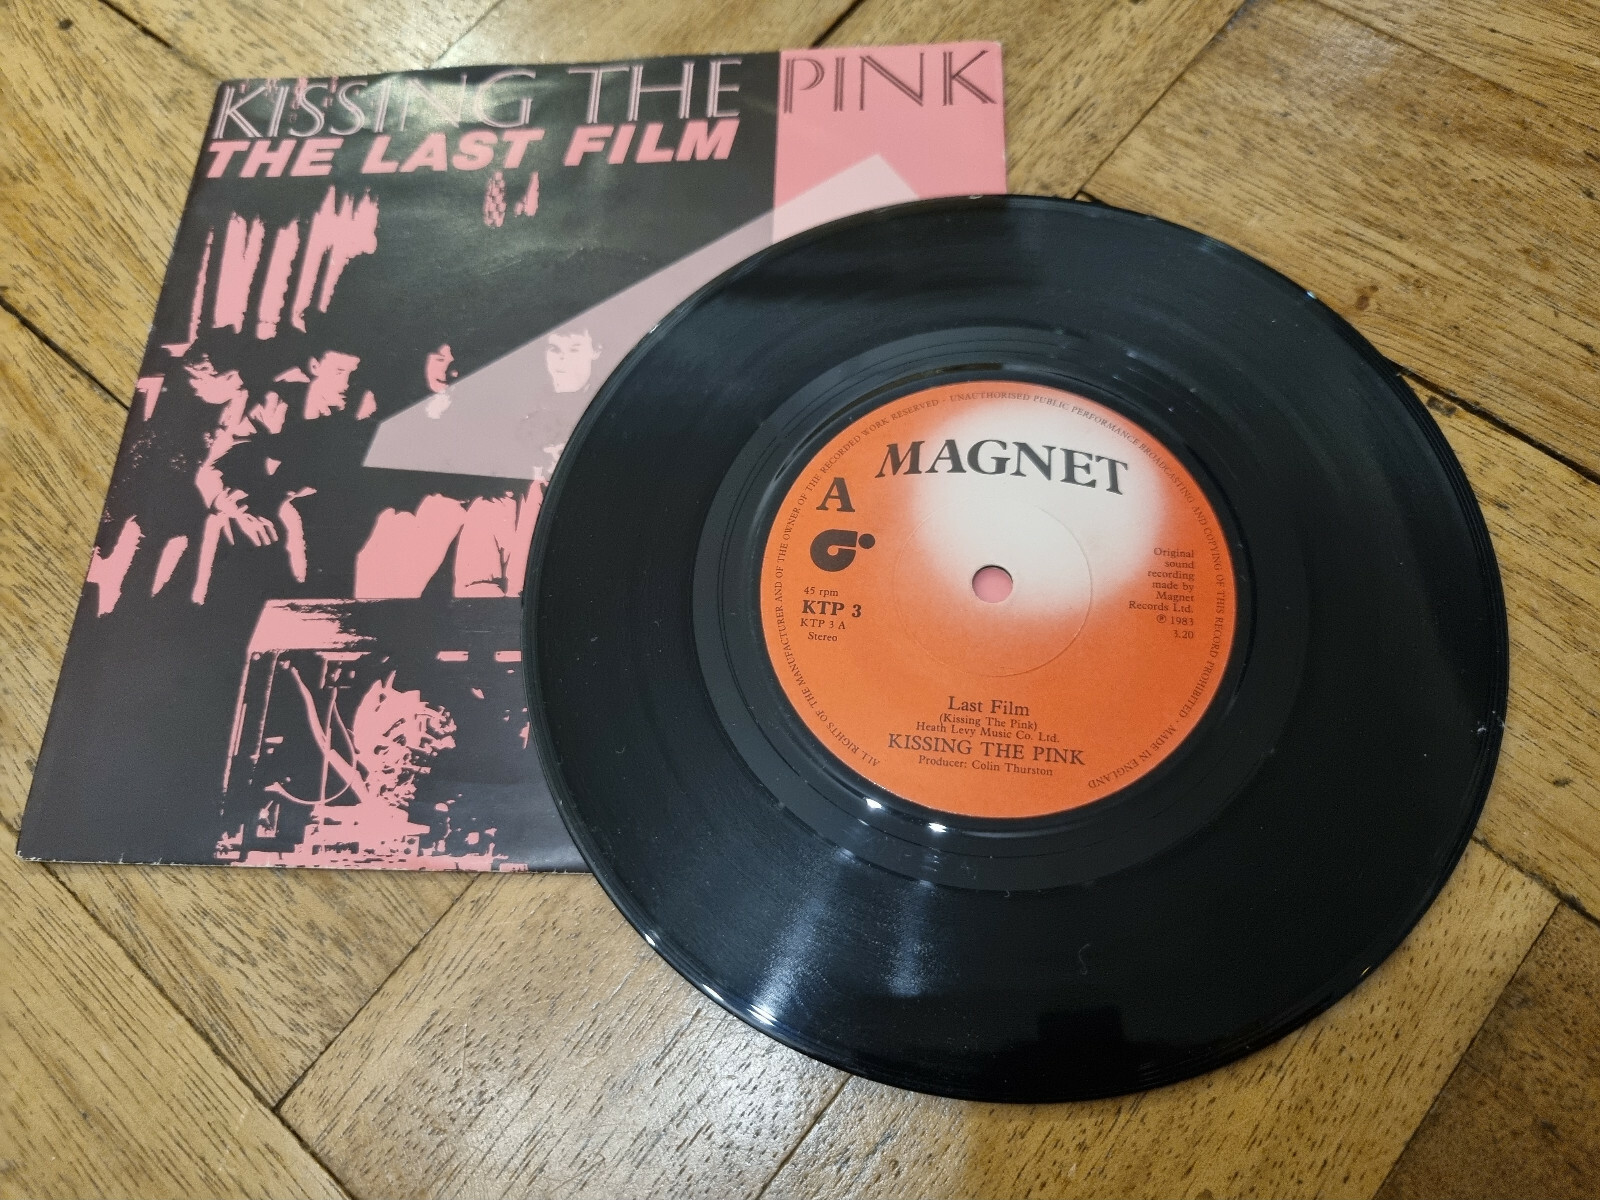 KISSING THE PINK
THE LAST FILM
ALL RIGHTS OF THE MANUFACTURER AND OF THE OWNER OF THE RECORDED WORK RESERVED · UNAUTHORISED PUBLIC PERFORMANCE BROADCASTING AND COPYING OF THIS RECORD PROHIBITED · MADE IN ENGLAND
MAGNET
A
45 rpm
KTP 3
KTP 3 A
Stereo
Original
sound
recording
made by
Magnet
Records Ltd.
℗ 1983
3.20
Last Film
(Kissing The Pink)
Heath Levy Music Co. Ltd.
KISSING THE PINK
Producer: Colin Thurston